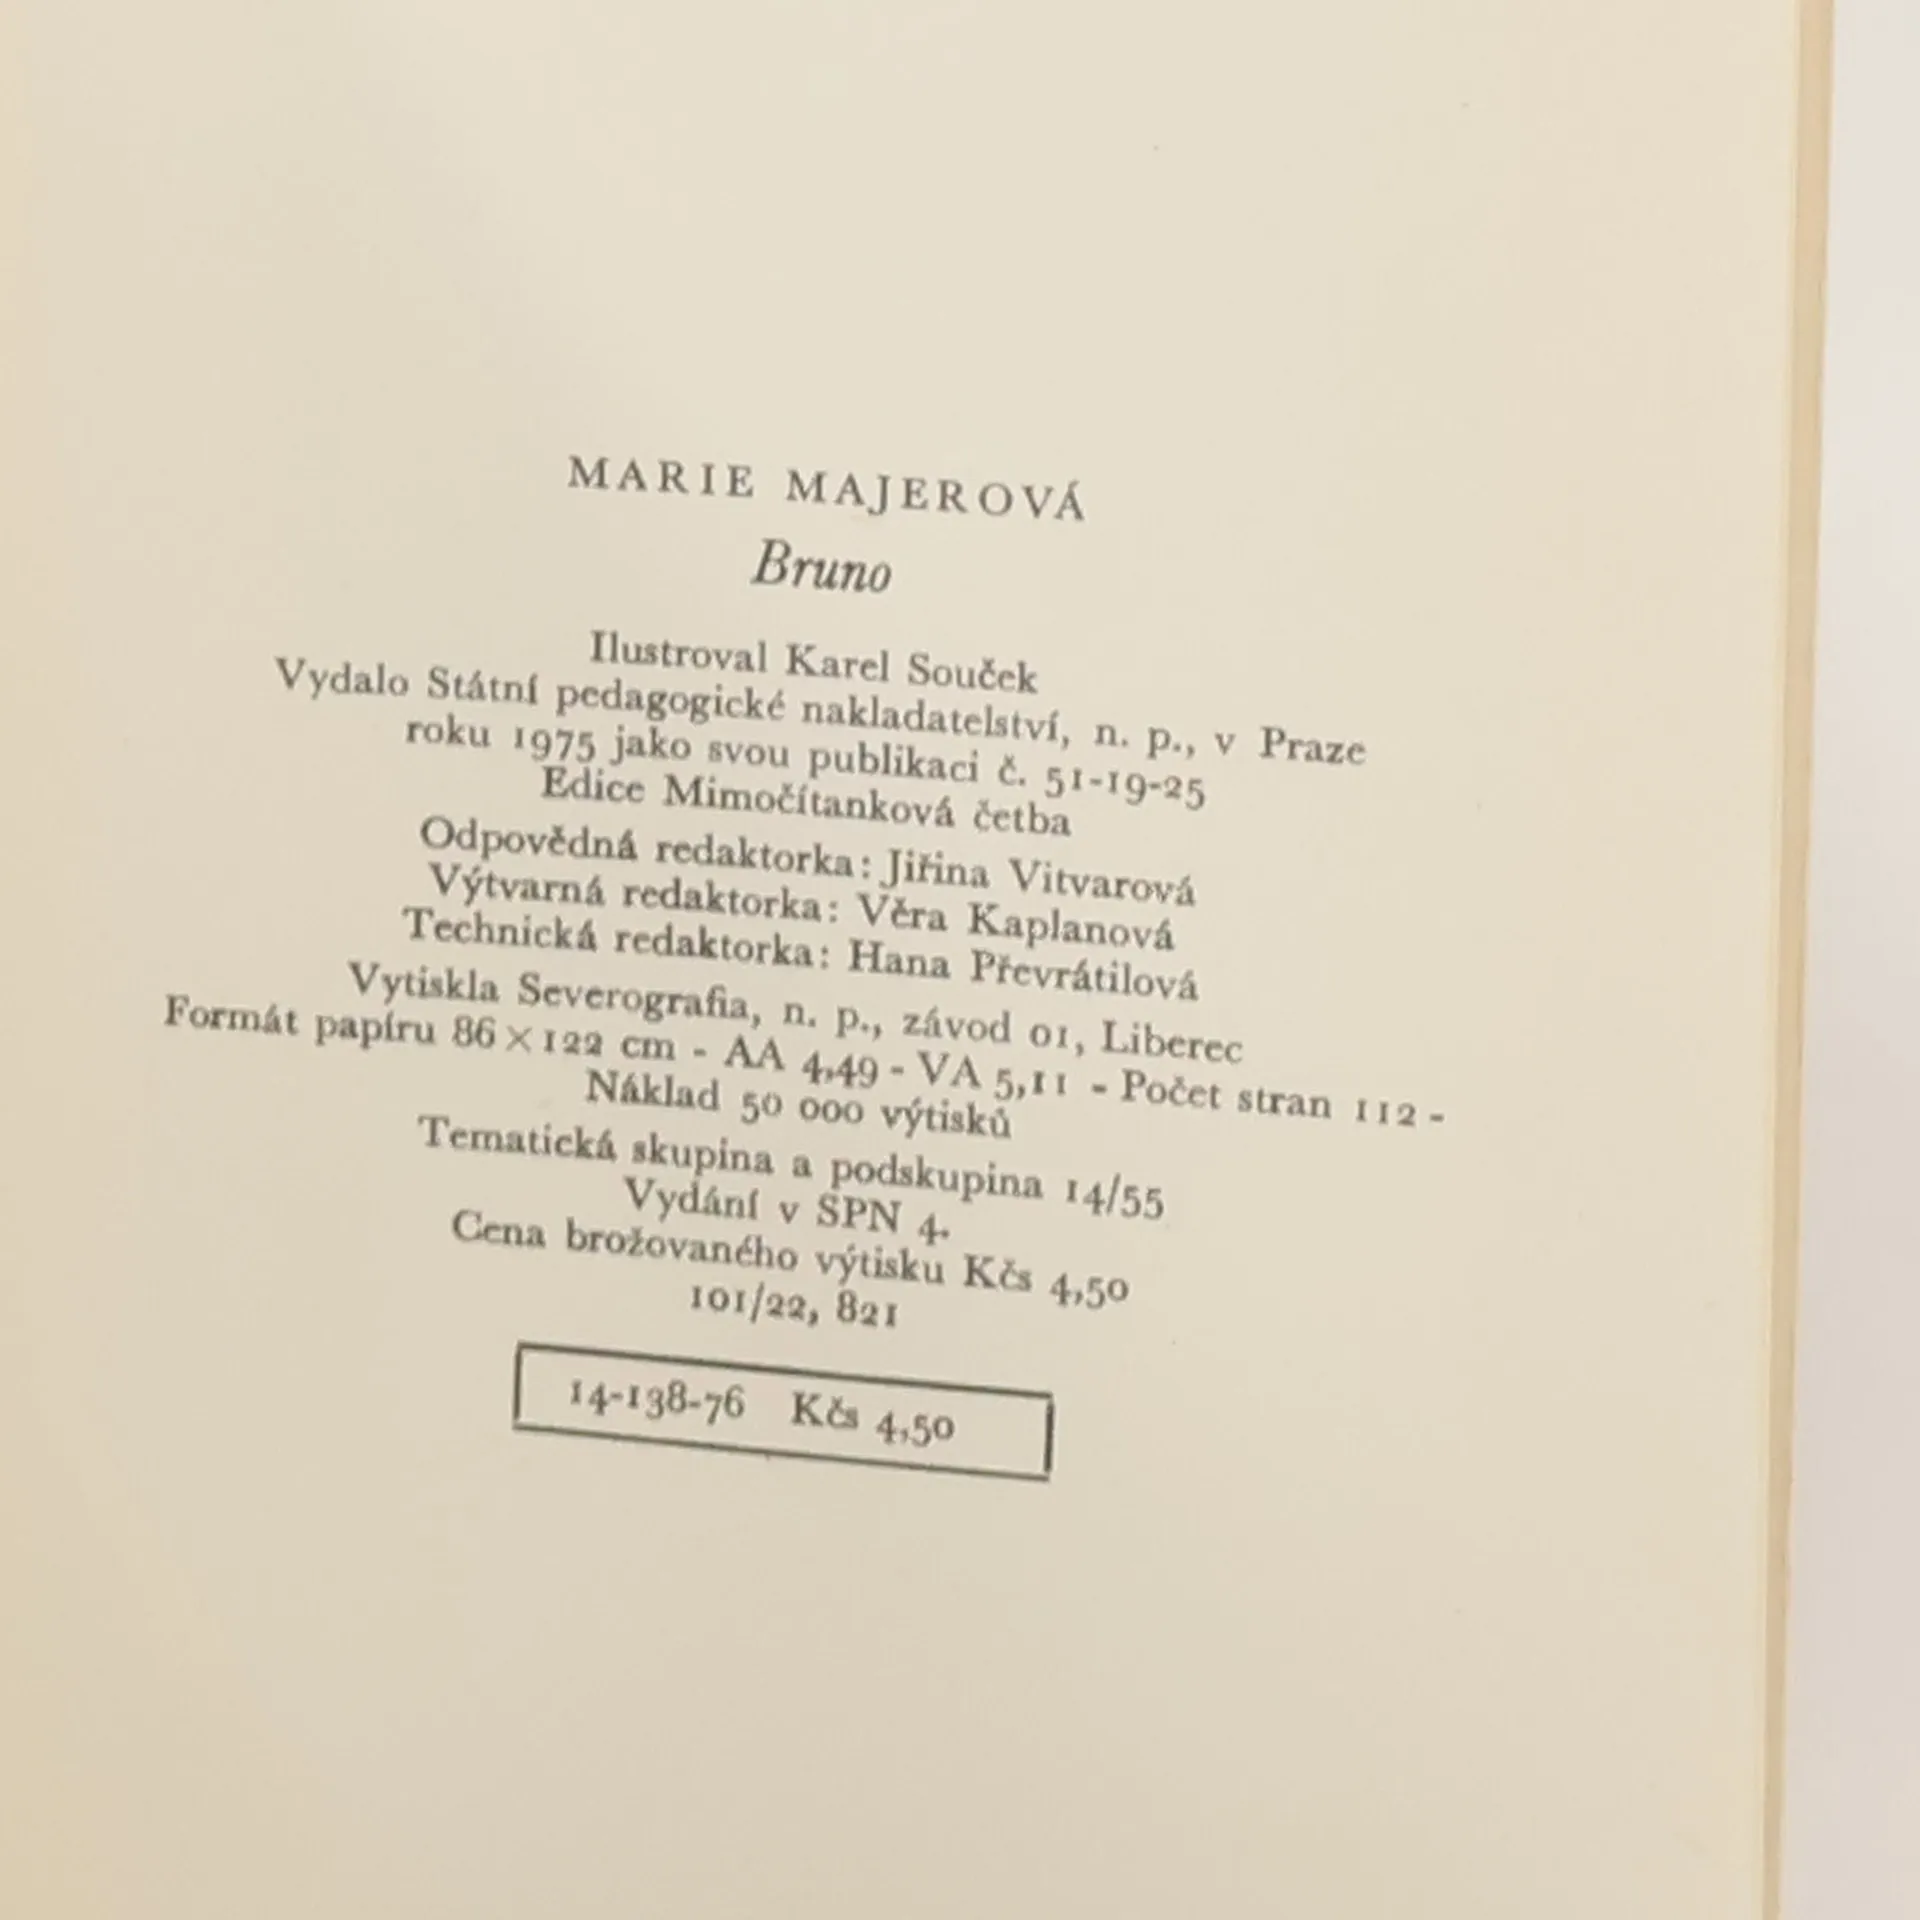 MARIE MAJEROVÁ
Bruno
Ilustroval Karel Souček
Vydalo Státní pedagogické nakladatelství, n. p., v Praze
roku 1975 jako svou publikaci č. 51-19-25
Edice Mimočítanková četba
Odpovědná redaktorka: Jiřina Vitvarová
Výtvarná redaktorka: Věra Kaplanová
Technická redaktorka: Hana Převrátilová
Vytiskla Severografia, n. p., závod 01, Liberec
Formát papíru 86×122 cm - AA 4,49 - VA 5,11 - Počet stran 112 -
Náklad 50 000 výtisků
Tematická skupina a podskupina 14/55
Vydání v SPN 4.
Cena brožovaného výtisku Kčs 4,50
101/22, 821
14-138-76 Kčs 4,50